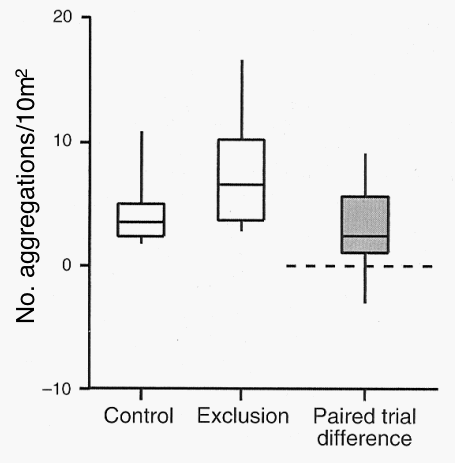 20
10
0
−10
No. aggregations/10m²
Control
Exclusion
Paired trial
difference